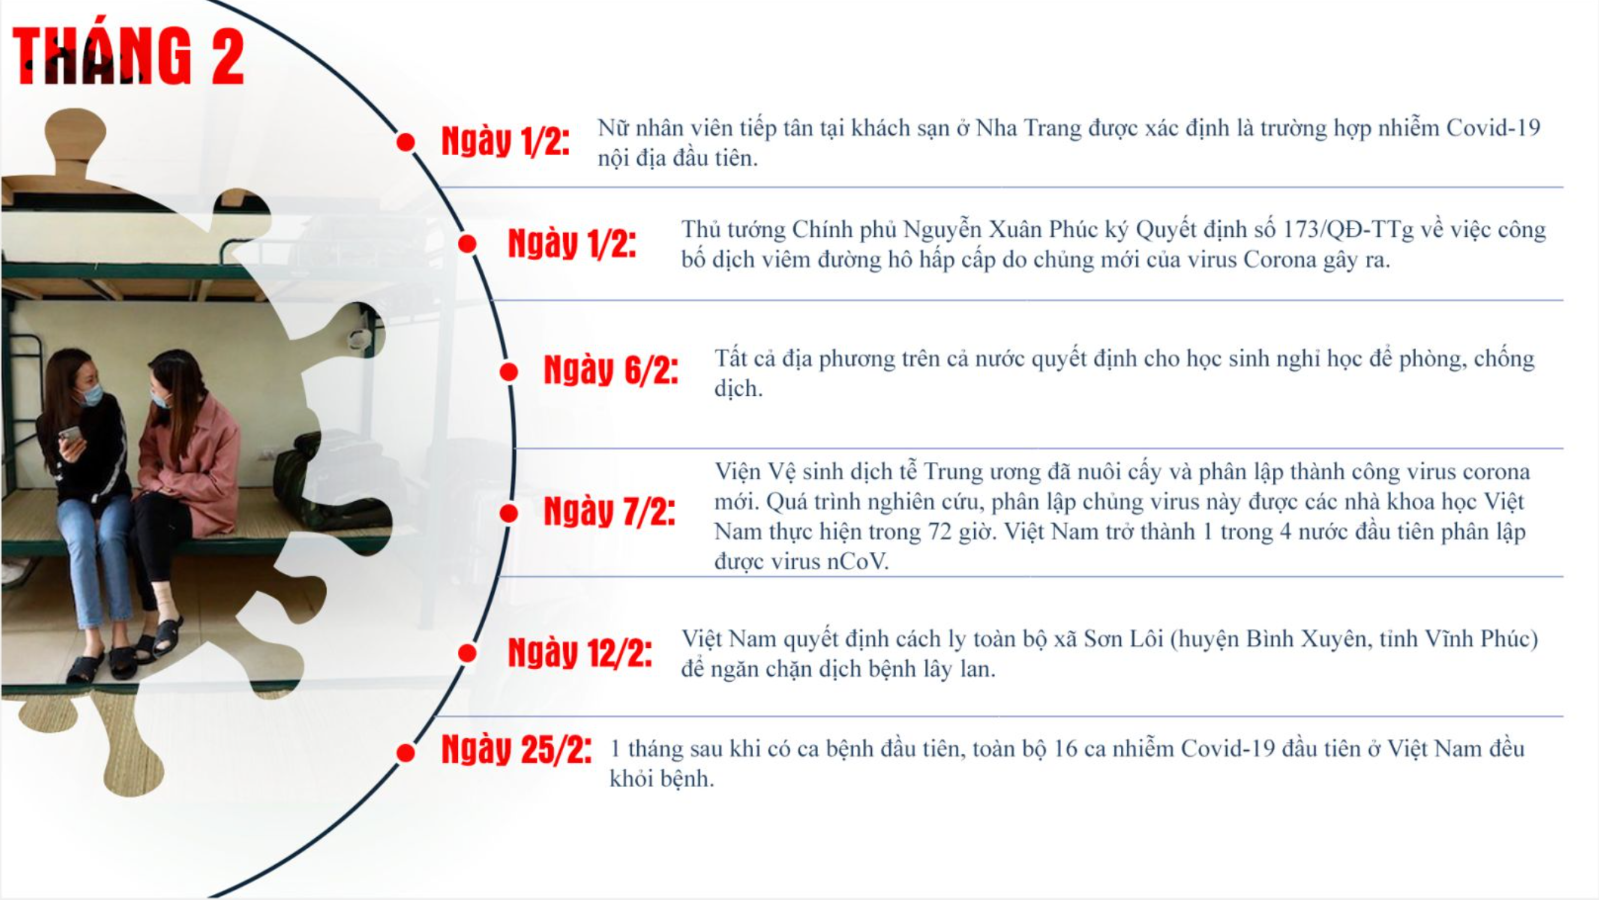 THÁNG 2
Ngày 1/2:
Nữ nhân viên tiếp tân tại khách sạn ở Nha Trang được xác định là trường hợp nhiễm Covid-19
nội địa đầu tiên.
Ngày 1/2:
Thủ tướng Chính phủ Nguyễn Xuân Phúc ký Quyết định số 173/QĐ-TTg về việc công
bố dịch viêm đường hô hấp cấp do chủng mới của virus Corona gây ra.
Ngày 6/2:
Tất cả địa phương trên cả nước quyết định cho học sinh nghỉ học để phòng, chống
dịch.
Ngày 7/2:
Viện Vệ sinh dịch tễ Trung ương đã nuôi cấy và phân lập thành công virus corona
mới. Quá trình nghiên cứu, phân lập chủng virus này được các nhà khoa học Việt
Nam thực hiện trong 72 giờ. Việt Nam trở thành 1 trong 4 nước đầu tiên phân lập
được virus nCoV.
Ngày 12/2:
Việt Nam quyết định cách ly toàn bộ xã Sơn Lôi (huyện Bình Xuyên, tỉnh Vĩnh Phúc)
để ngăn chặn dịch bệnh lây lan.
Ngày 25/2:
1 tháng sau khi có ca bệnh đầu tiên, toàn bộ 16 ca nhiễm Covid-19 đầu tiên ở Việt Nam đều
khỏi bệnh.